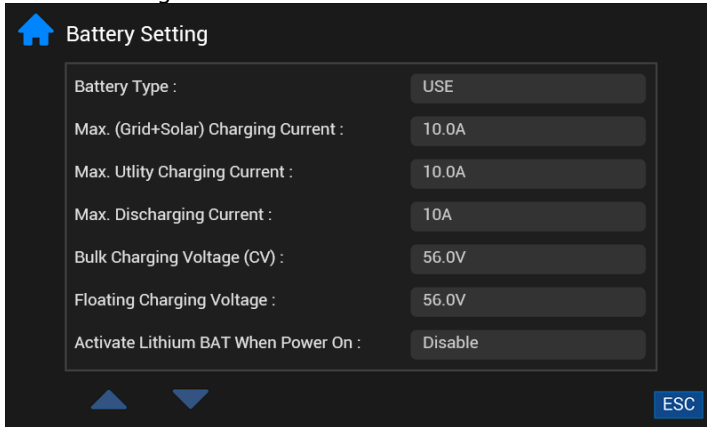 Battery Setting
Battery Type : USE
Max. (Grid+Solar) Charging Current : 10.0A
Max. Utlity Charging Current : 10.0A
Max. Discharging Current : 10A
Bulk Charging Voltage (CV) : 56.0V
Floating Charging Voltage : 56.0V
Activate Lithium BAT When Power On : Disable
ESC